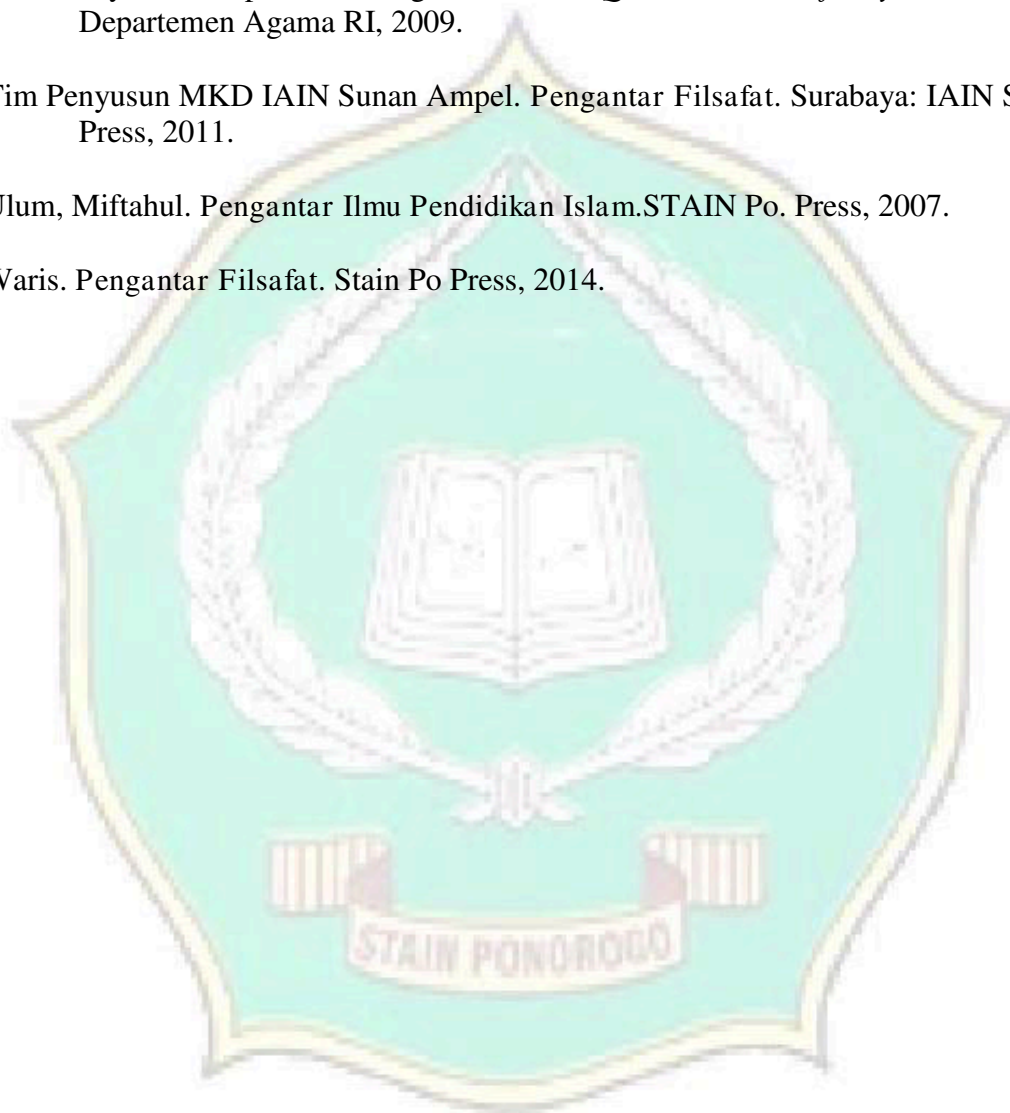 Departemen Agama RI, 2009.
Tim Penyusun MKD IAIN Sunan Ampel. Pengantar Filsafat. Surabaya: IAIN S
Press, 2011.
Ulum, Miftahul. Pengantar Ilmu Pendidikan Islam.STAIN Po. Press, 2007.
Waris. Pengantar Filsafat. Stain Po Press, 2014.
STAIN PONOROGO